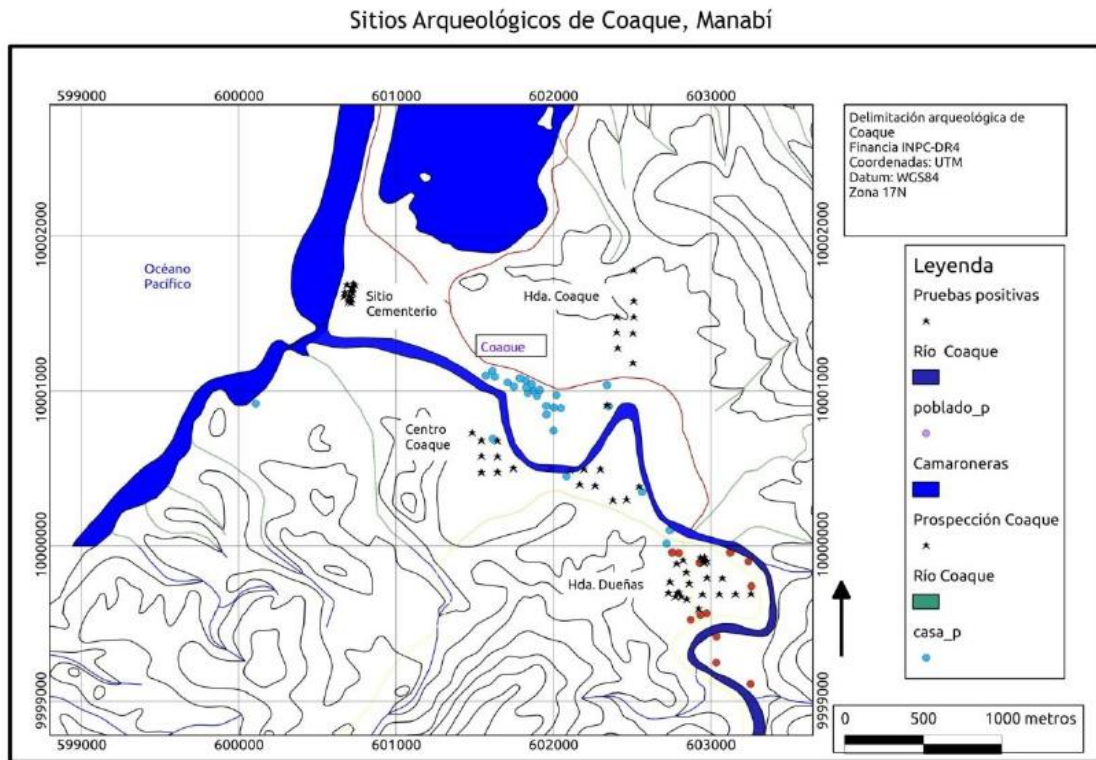 Sitios Arqueológicos de Coaque, Manabí
599000
600000
601000
602000
603000
10002000
10001000
10000000
9999000
Océano
Pacífico
Sitio
Cementerio
Hda. Coaque
Coaque
Centro
Coaque
Hda. Dueñas
10002000
10001000
10000000
9999000
599000
600000
601000
602000
603000
Delimitación arqueológica de
Coaque
Financia INPC-DR4
Coordenadas: UTM
Datum: WGS84
Zona 17N
Leyenda
Pruebas positivas
Río Coaque
poblado_p
Camaroneras
Prospección Coaque
Río Coaque
casa_p
0 500 1000 metros